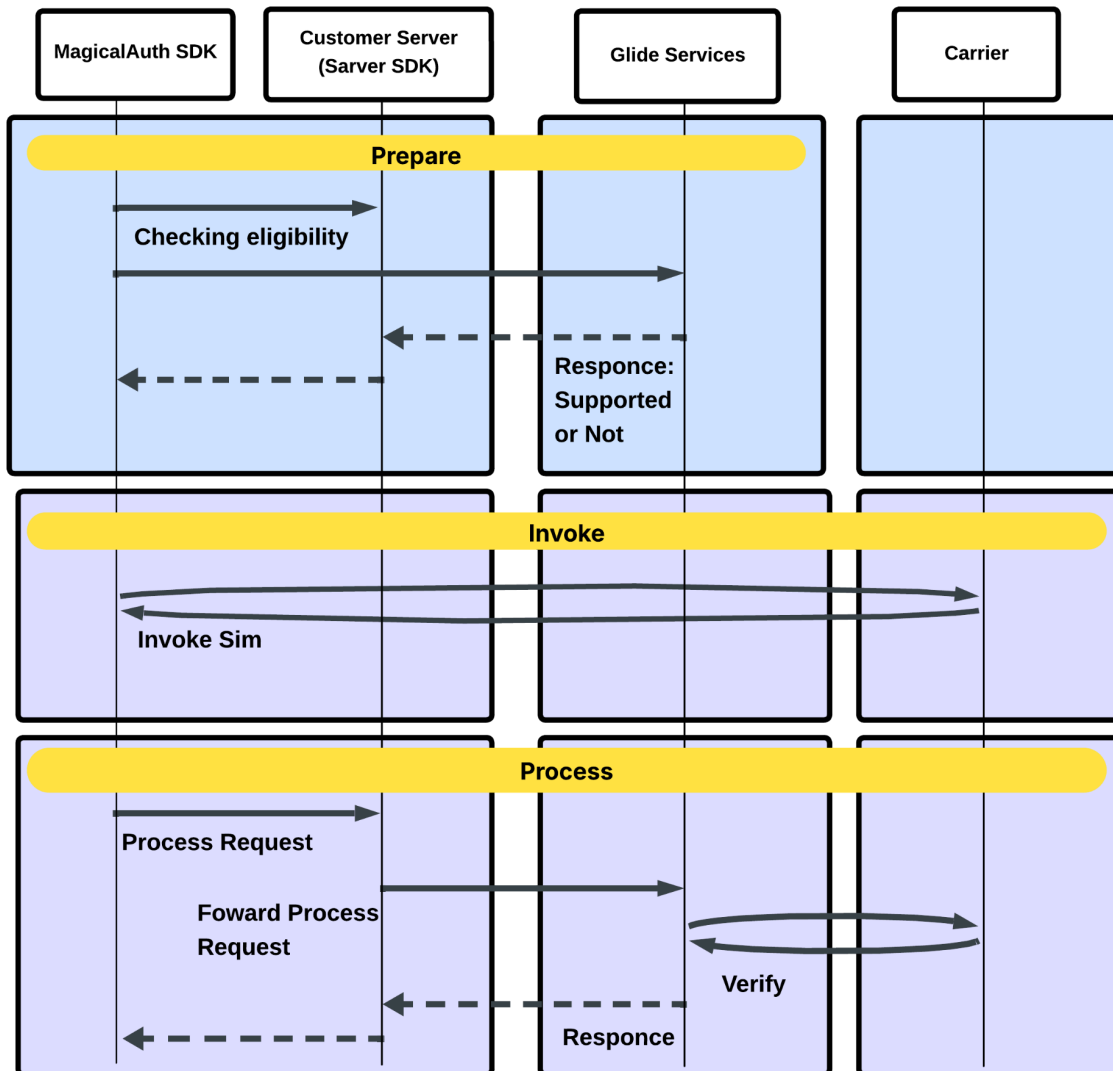 MagicalAuth SDK
Customer Server
(Sarver SDK)
Glide Services
Carrier
Prepare
Checking eligibility
Responce:
Supported
or Not
Invoke
Invoke Sim
Process
Process Request
Foward Process
Request
Verify
Responce